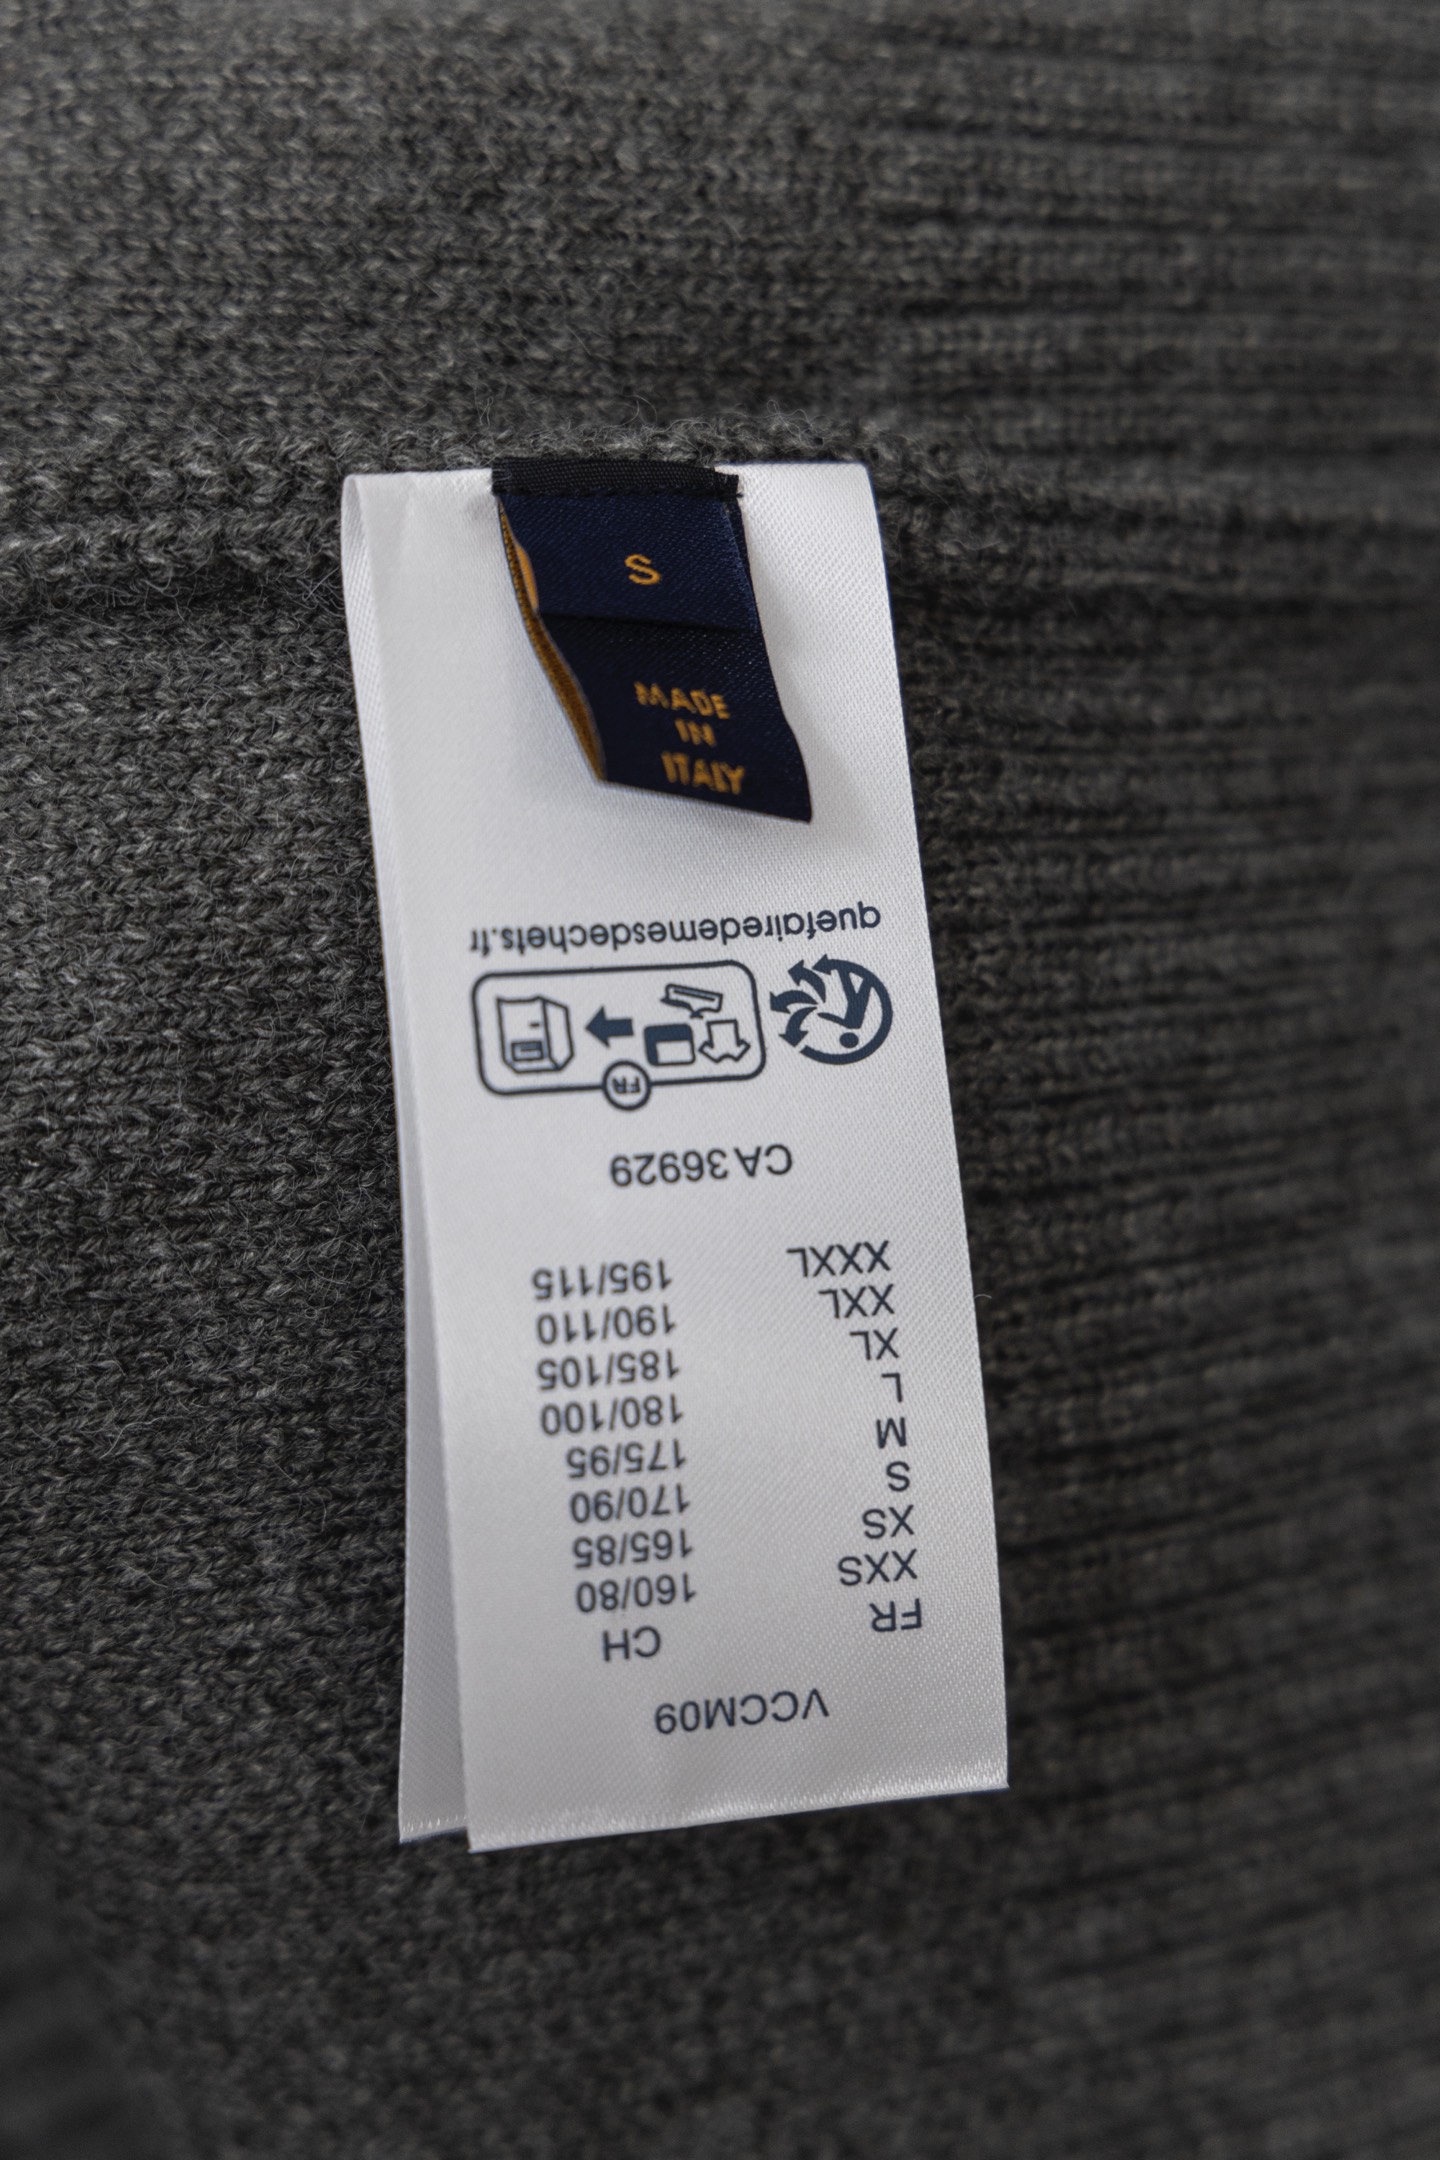 S
MADE
IN
ITALY
VCCM09
FR CH
XXS 160/80
XS 165/85
S 170/90
M 175/95
L 180/100
XL 185/105
XXL 190/110
XXXL 195/115
CA 36929
FR
quefairedemesdechets.fr